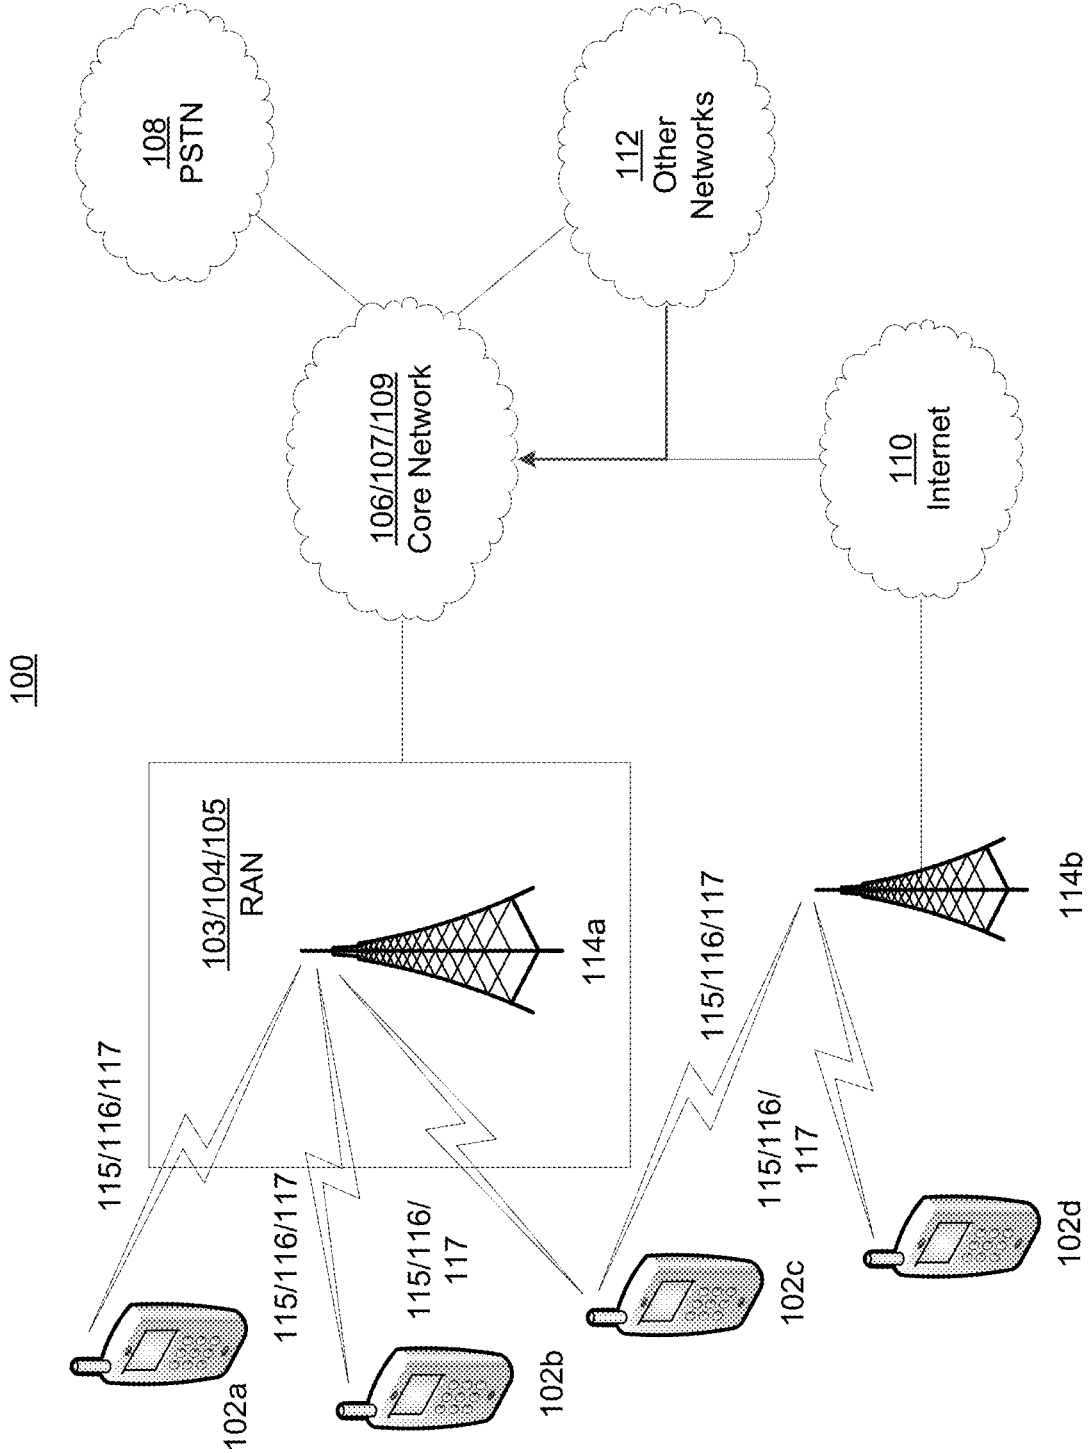 100
103/104/105
RAN
114a
115/116/117
102a
115/116/117
102b
115/116/
117
102c
115/116/117
115/116/
117
102d
114b
106/107/109
Core Network
108
PSTN
112
Other
Networks
110
Internet